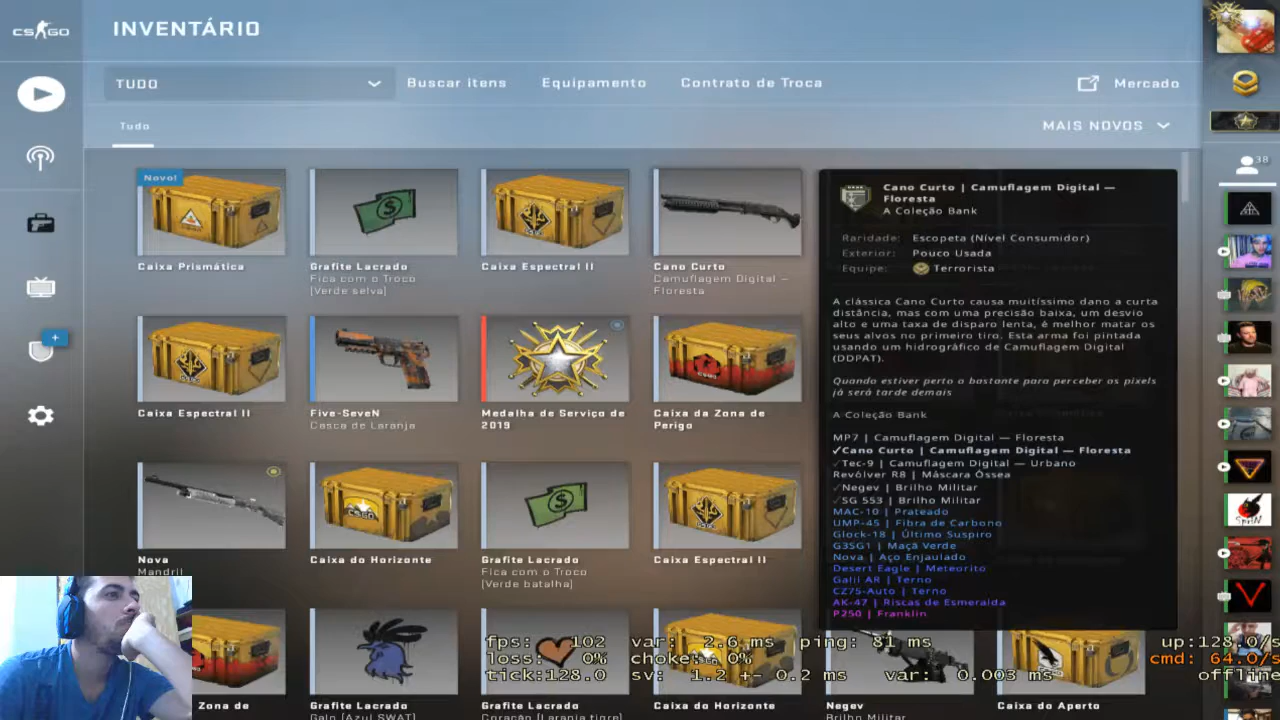 CS GO
INVENTÁRIO
TUDO
Buscar itens
Equipamento
Contrato de Troca
Mercado
Tudo
MAIS NOVOS
38
Novo!
Caixa Prismática
Grafite Lacrado
Fica com o Troco
(Verde selva)
Caixa Espectral II
Cano Curto
Camuflagem Digital —
Floresta
Caixa Espectral II
Five-SeveN
Casca de Laranja
Medalha de Serviço de
2019
Caixa da Zona de
Perigo
Nova
Mandril
Caixa do Horizonte
Grafite Lacrado
Fica com o Troco
(Verde batalha)
Caixa Espectral II
Cano Curto | Camuflagem Digital —
Floresta
A Coleção Bank
Raridade: Escopeta (Nível Consumidor)
Exterior: Pouco Usada
Equipe: Terrorista
A clássica Cano Curto causa muitíssimo dano a curta
distância, mas com uma precisão baixa, um desvio
alto e uma taxa de disparo lenta, é melhor matar os
seus alvos no primeiro tiro. Esta arma foi pintada
usando um hidrográfico de Camuflagem Digital
(DDPAT).
Quando estiver perto o bastante para perceber os pixels
já será tarde demais
A Coleção Bank
MP7 | Camuflagem Digital — Floresta
✓Cano Curto | Camuflagem Digital — Floresta
✓Tec-9 | Camuflagem Digital — Urbano
Revólver R8 | Máscara Óssea
✓Negev | Brilho Militar
✓SG 553 | Brilho Militar
MAC-10 | Prateado
UMP-45 | Fibra de Carbono
Glock-18 | Último Suspiro
G3SG1 | Maçã Verde
Nova | Aço Enjaulado
Desert Eagle | Meteorito
Galil AR | Terno
CZ75-Auto | Terno
AK-47 | Riscas de Esmeralda
P250 | Franklin
fps: 102 var: 2.6 ms ping: 81 ms
loss: 0% choke: 0%
tick:128.0 sv: 1.2 +- 0.2 ms var: 0.003 ms
up:128.0/s
cmd: 64.0/s
offline
Zona de
Grafite Lacrado
Galo (Azul SWAT)
Grafite Lacrado
Coração (Laranja tigre)
Caixa do Horizonte
Negev
Brilho Militar
Caixa do Aperto